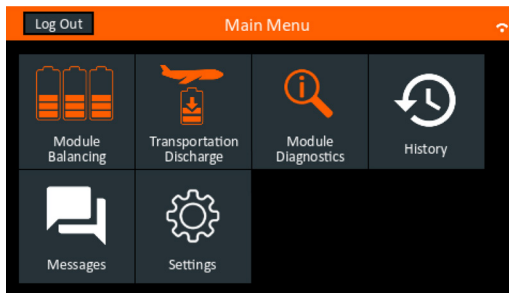 Log Out
Main Menu
Module
Balancing
Transportation
Discharge
Module
Diagnostics
History
Messages
Settings